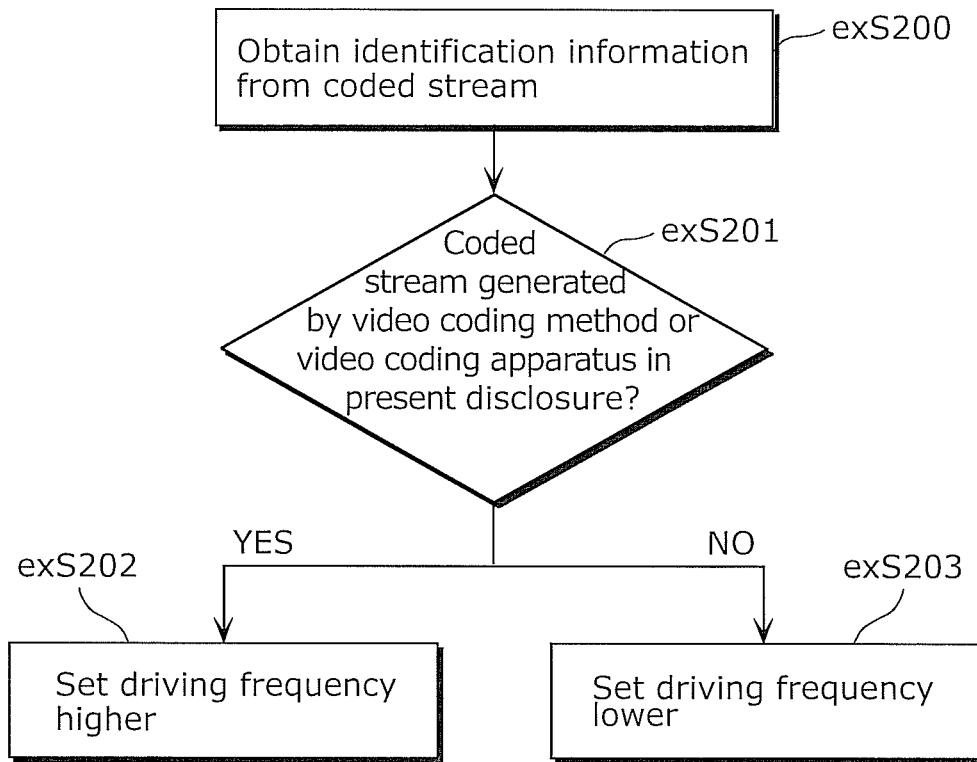 exS200
Obtain identification information
from coded stream
exS201
Coded
stream generated
by video coding method or
video coding apparatus in
present disclosure?
YES
NO
exS202
exS203
Set driving frequency
higher
Set driving frequency
lower